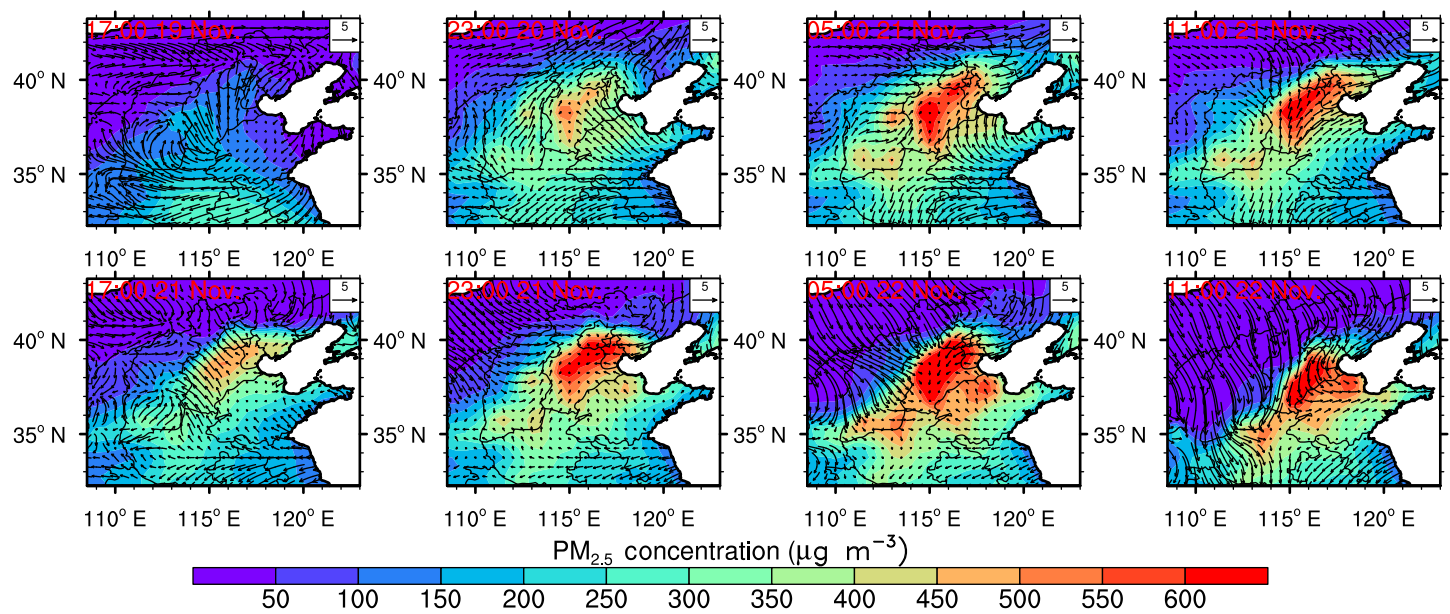 17:00 19 Nov. 5 23:00 20 Nov. 5 05:00 21 Nov. 5 11:00 21 Nov. 5
40° N 40° N 40° N 40° N
35° N 35° N 35° N 35° N
110° E 115° E 120° E 110° E 115° E 120° E 110° E 115° E 120° E 110° E 115° E 120° E
17:00 21 Nov. 5 23:00 21 Nov. 5 05:00 22 Nov. 5 11:00 22 Nov. 5
40° N 40° N 40° N 40° N
35° N 35° N 35° N 35° N
110° E 115° E 120° E 110° E 115° E 120° E 110° E 115° E 120° E 110° E 115° E 120° E
PM₂.₅ concentration (μg m⁻³)
50 100 150 200 250 300 350 400 450 500 550 600